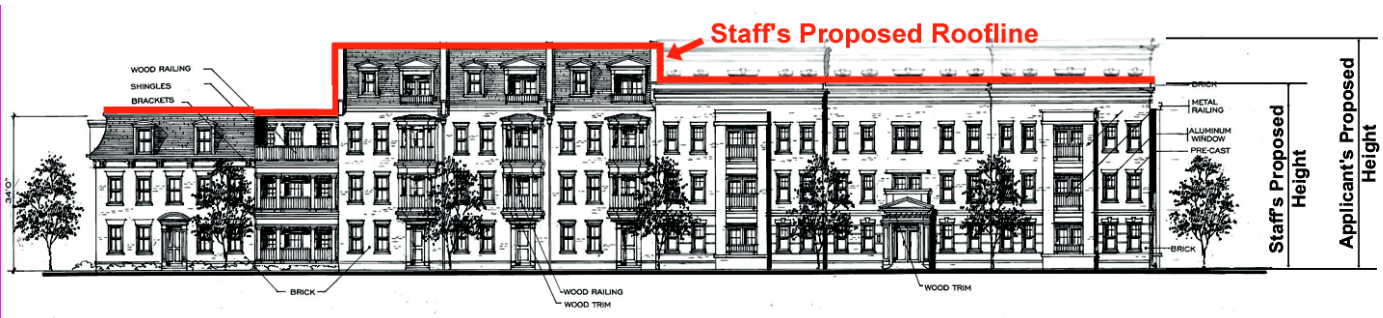 Staff's Proposed Roofline
WOOD RAILING
SHINGLES
BRACKETS
34'0"
BRICK
METAL
RAILING
ALUMINUM
WINDOW
PRE-CAST
BRICK
Staff's Proposed
Height
Applicant's Proposed
Height
BRICK
WOOD RAILING
WOOD TRIM
WOOD TRIM